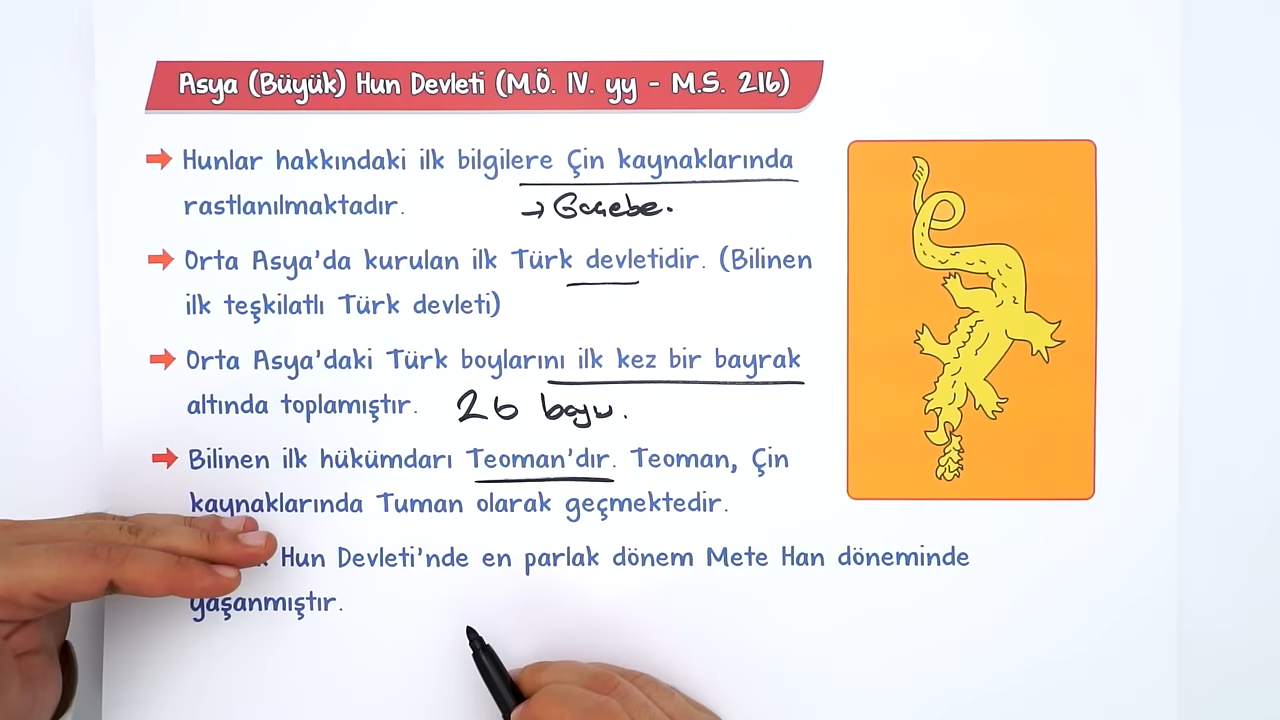 Asya (Büyük) Hun Devleti (M.Ö. IV. yy - M.S. 216)
Hunlar hakkındaki ilk bilgilere Çin kaynaklarında
rastlanılmaktadır.
→ Göçebe.
Orta Asya'da kurulan ilk Türk devletidir. (Bilinen
ilk teşkilatlı Türk devleti)
Orta Asya'daki Türk boylarını ilk kez bir bayrak
altında toplamıştır. 26 boyu.
Bilinen ilk hükümdarı Teoman'dır. Teoman, Çin
kaynaklarında Tuman olarak geçmektedir.
Hun Devleti'nde en parlak dönem Mete Han döneminde
yaşanmıştır.